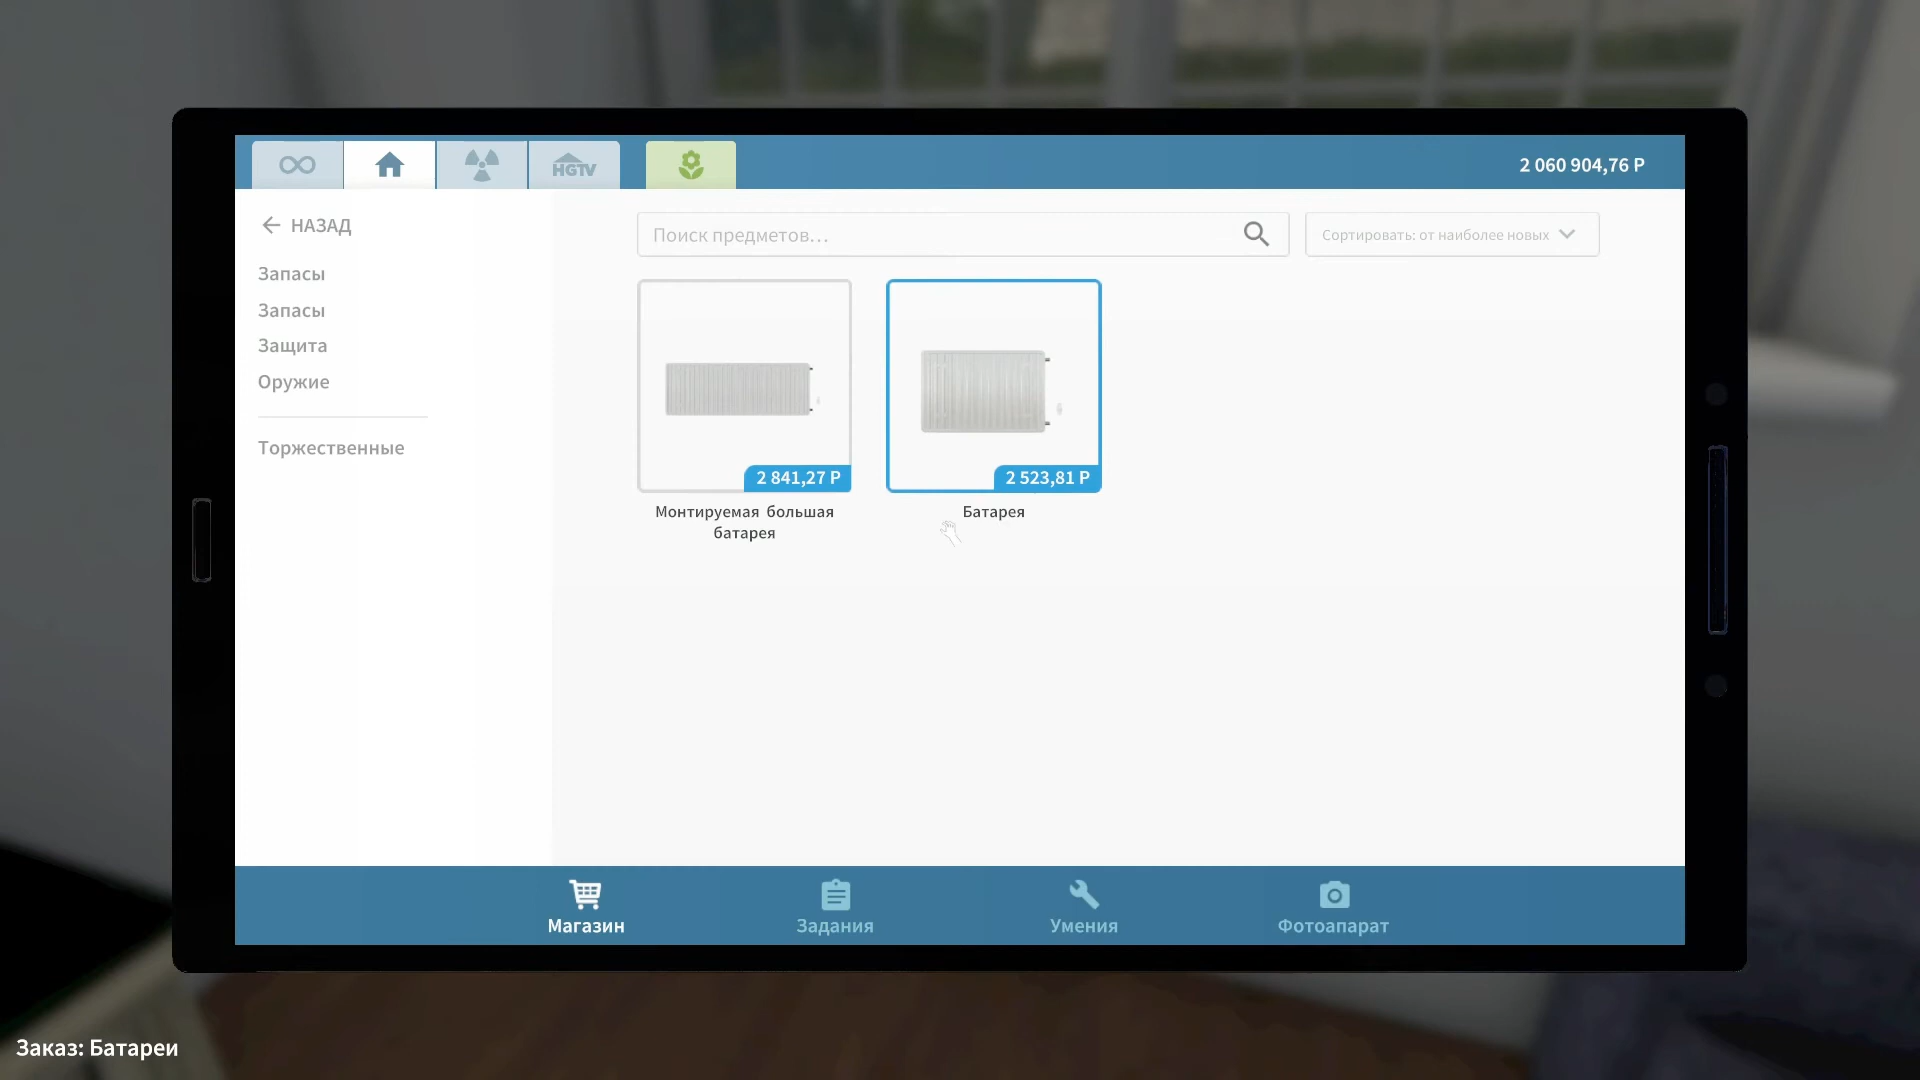 HGTV
2 060 904,76 Р
НАЗАД
Поиск предметов...
Сортировать: от наиболее новых
Запасы
Запасы
Защита
Оружие
Торжественные
2 841,27 Р
2 523,81 Р
Монтируемая большая
батарея
Батарея
Магазин
Задания
Умения
Фотоапарат
Заказ: Батареи